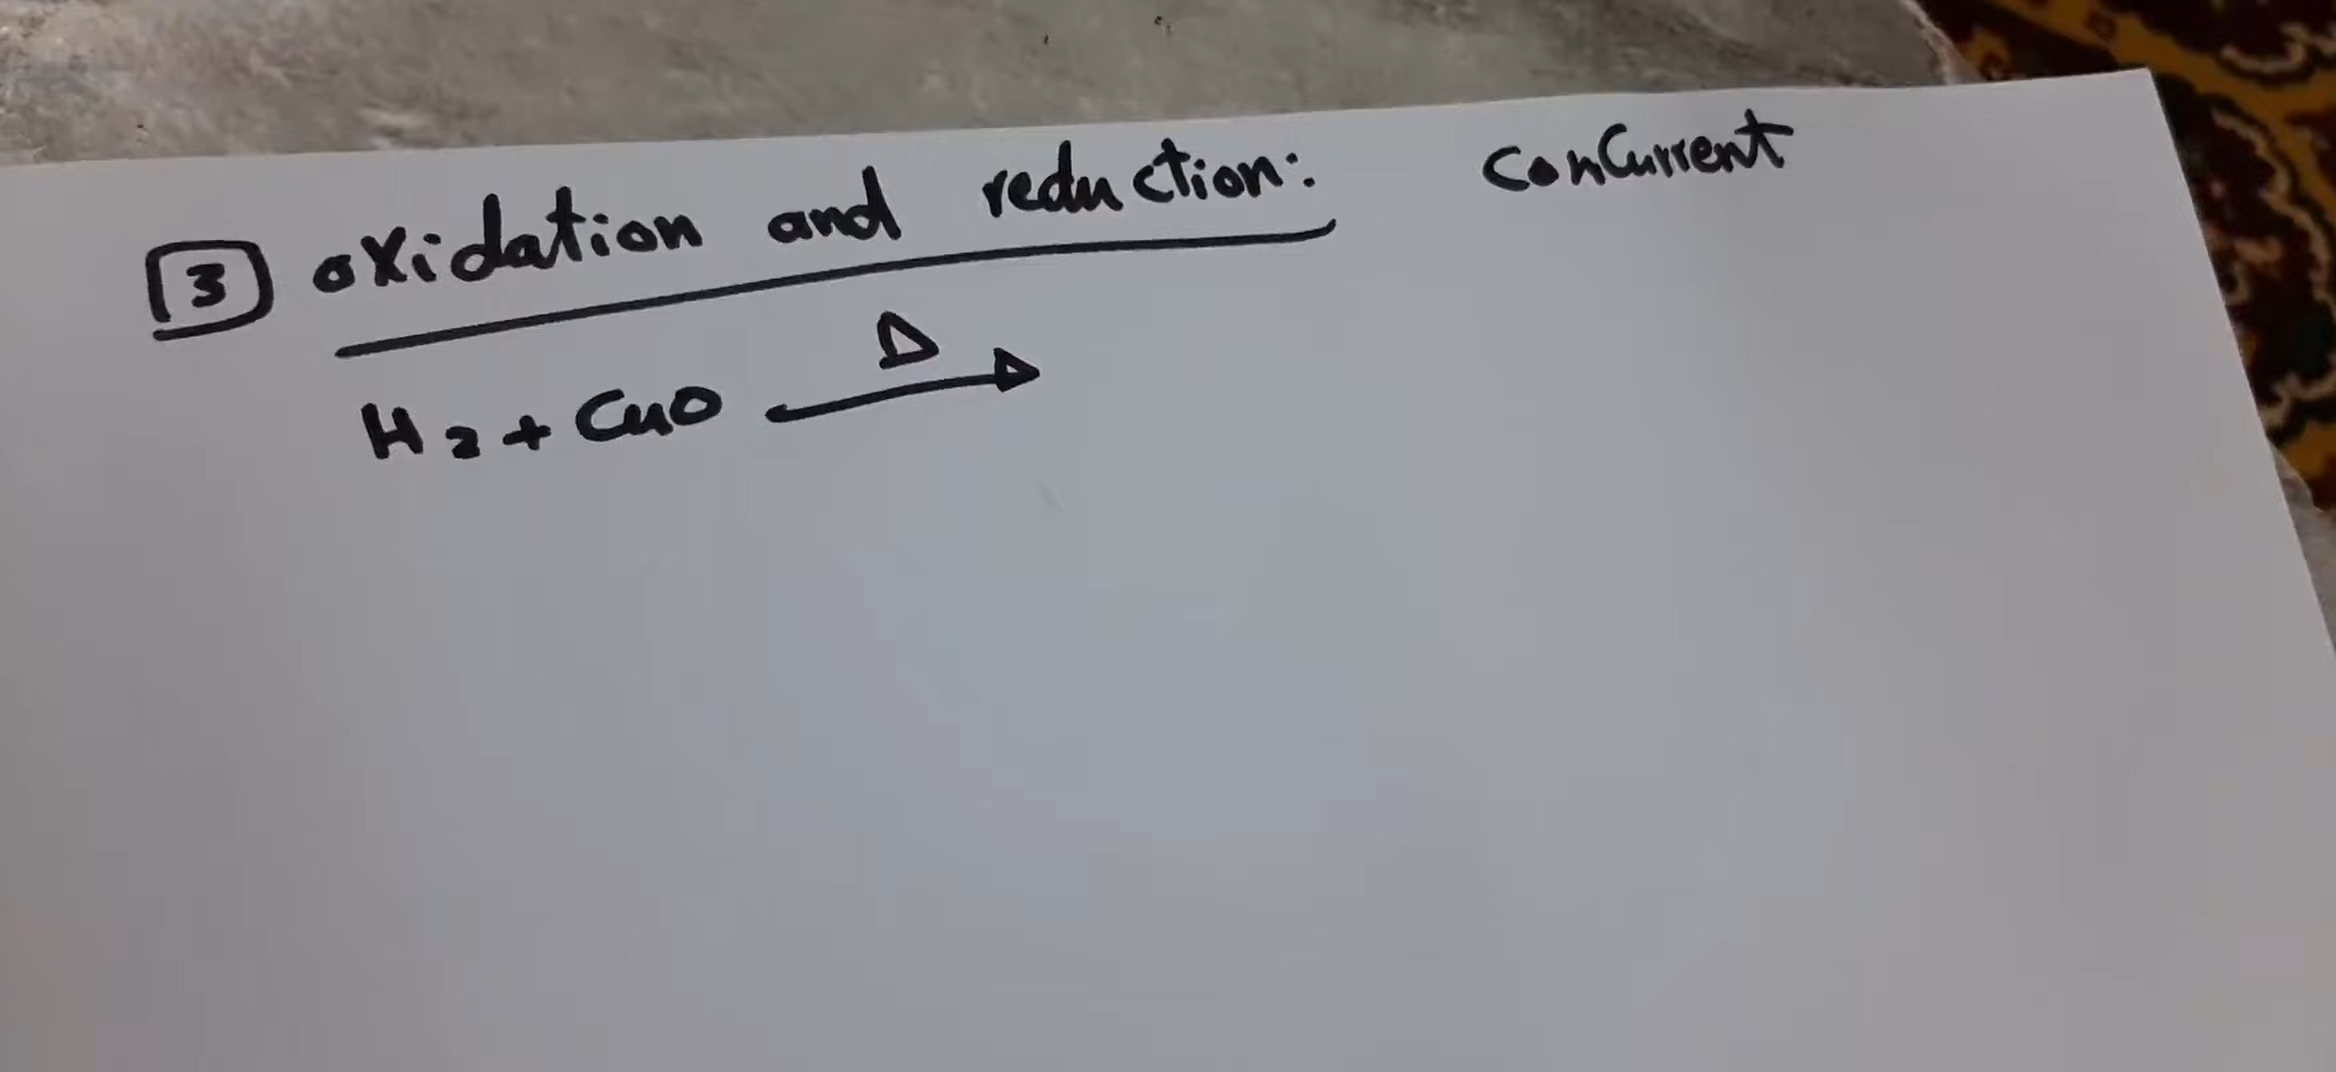 3 oxidation and reduction: ConCurrent
H2 + CuO Δ →